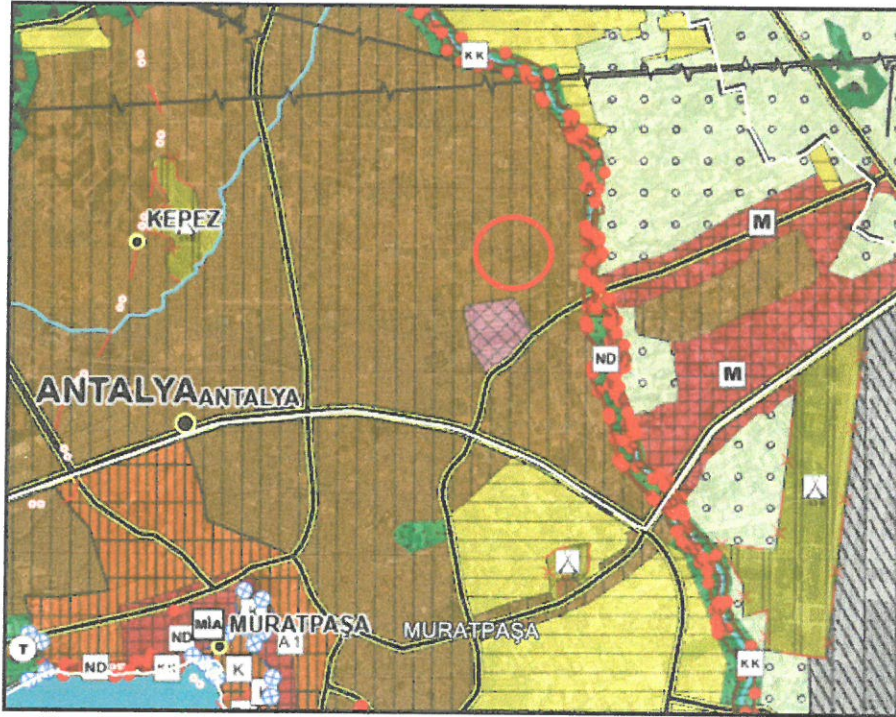 KK
KEPEZ
M
ND
M
ANTALYA ANTALYA
MİA
ND
MURATPAŞA
A1
MURATPAŞA
T
ND
KK
K
KK